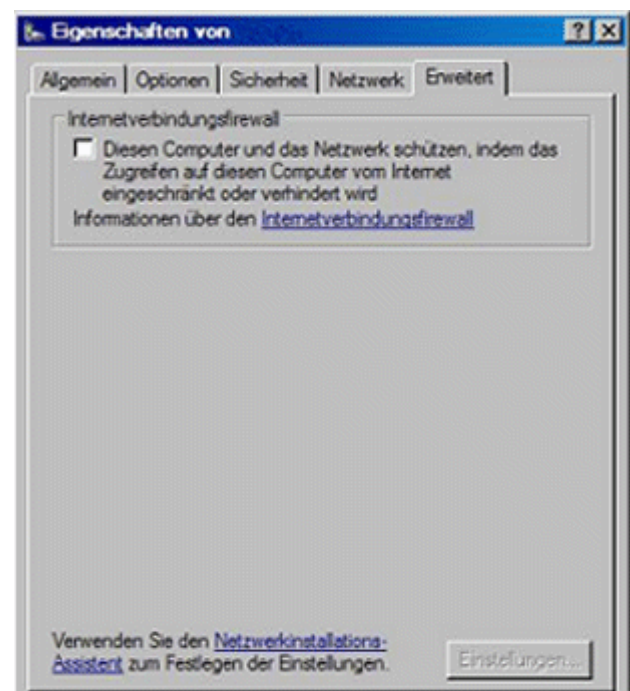 Eigenschaften von
Allgemein Optionen Sicherheit Netzwerk Erweitert
Internetverbindungsfirewall
Diesen Computer und das Netzwerk schützen, indem das
Zugreifen auf diesen Computer vom Internet
eingeschränkt oder verhindert wird
Informationen über den Internetverbindungsfirewall
Verwenden Sie den Netzwerkinstallations-
Assistent zum Festlegen der Einstellungen.
Einstellungen...